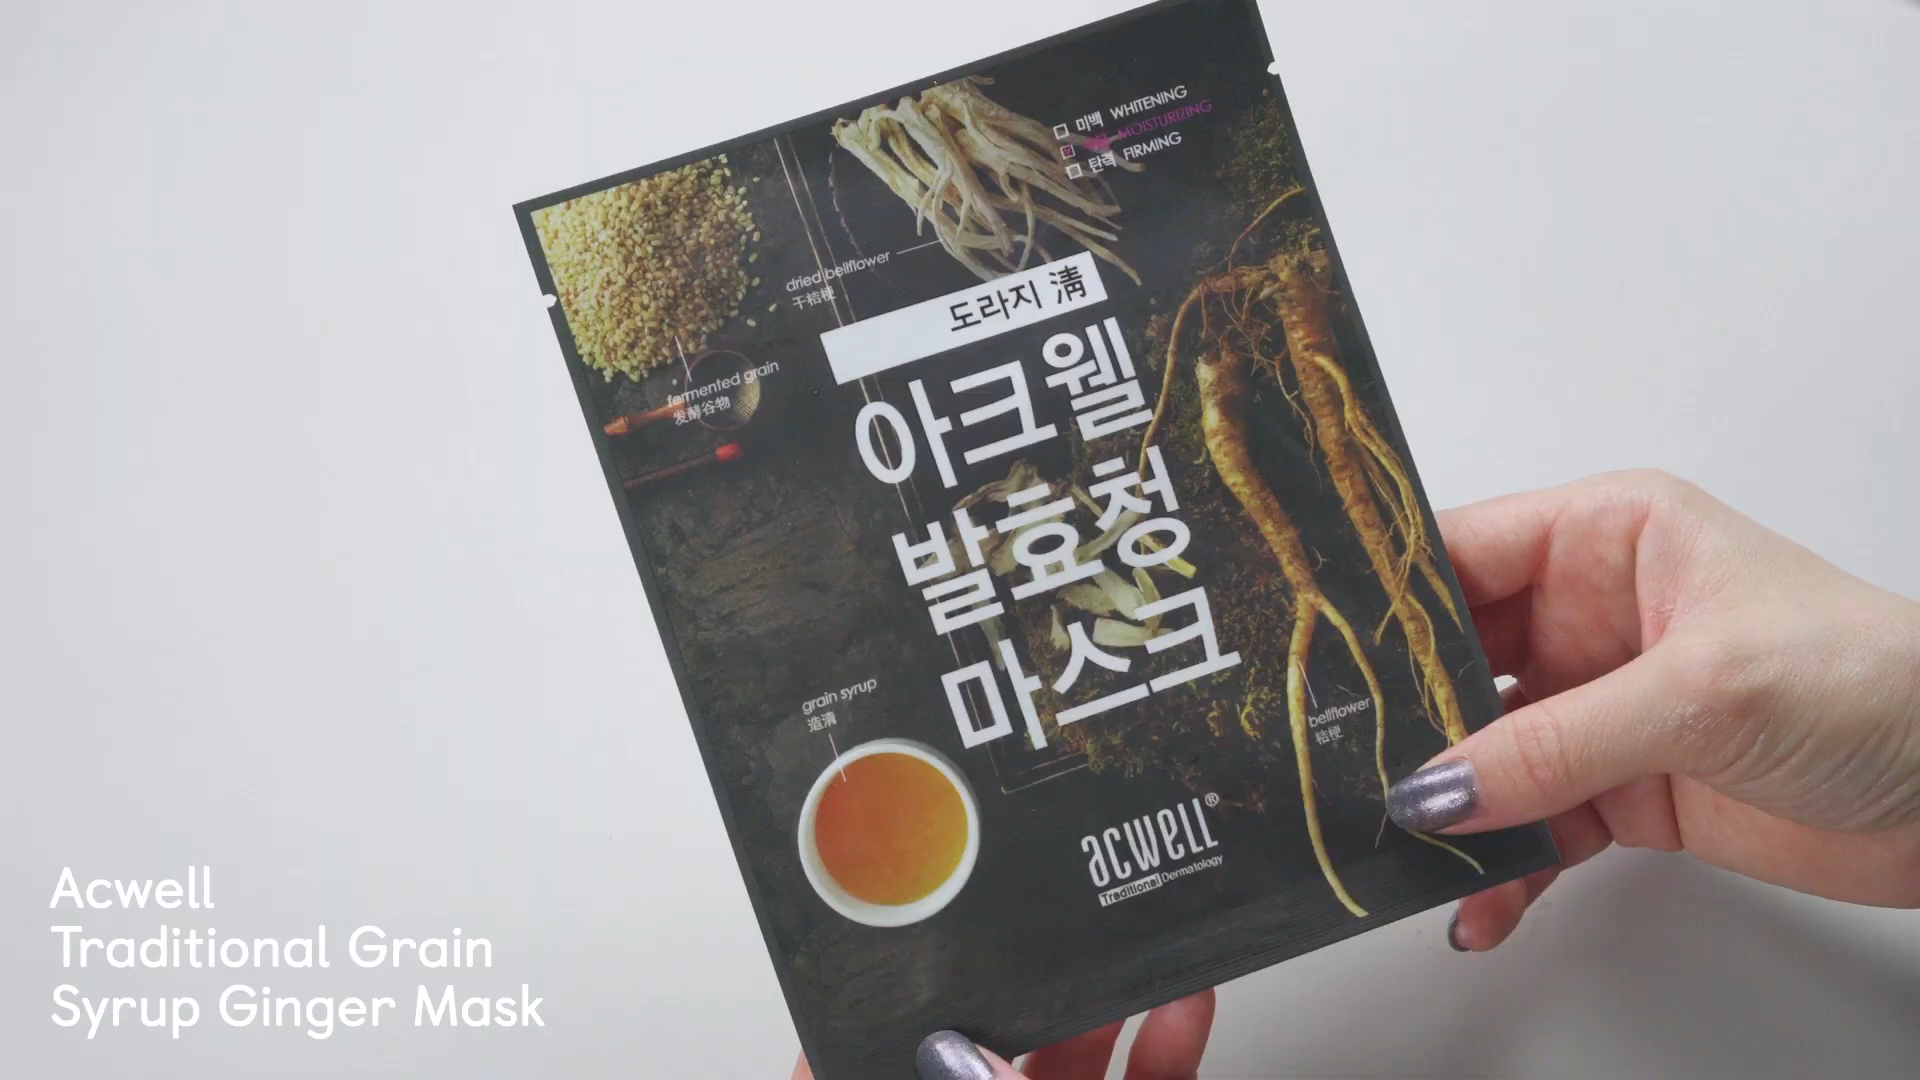 미백 WHITENING
MOISTURIZING
탄력 FIRMING
dried bellflower
干桔梗
도라지 淸
아크웰
발효청
마스크
fermented grain
发酵谷物
grain syrup
造清
bellflower
桔梗
acwell®
Traditional Dermatology
Acwell
Traditional Grain
Syrup Ginger Mask